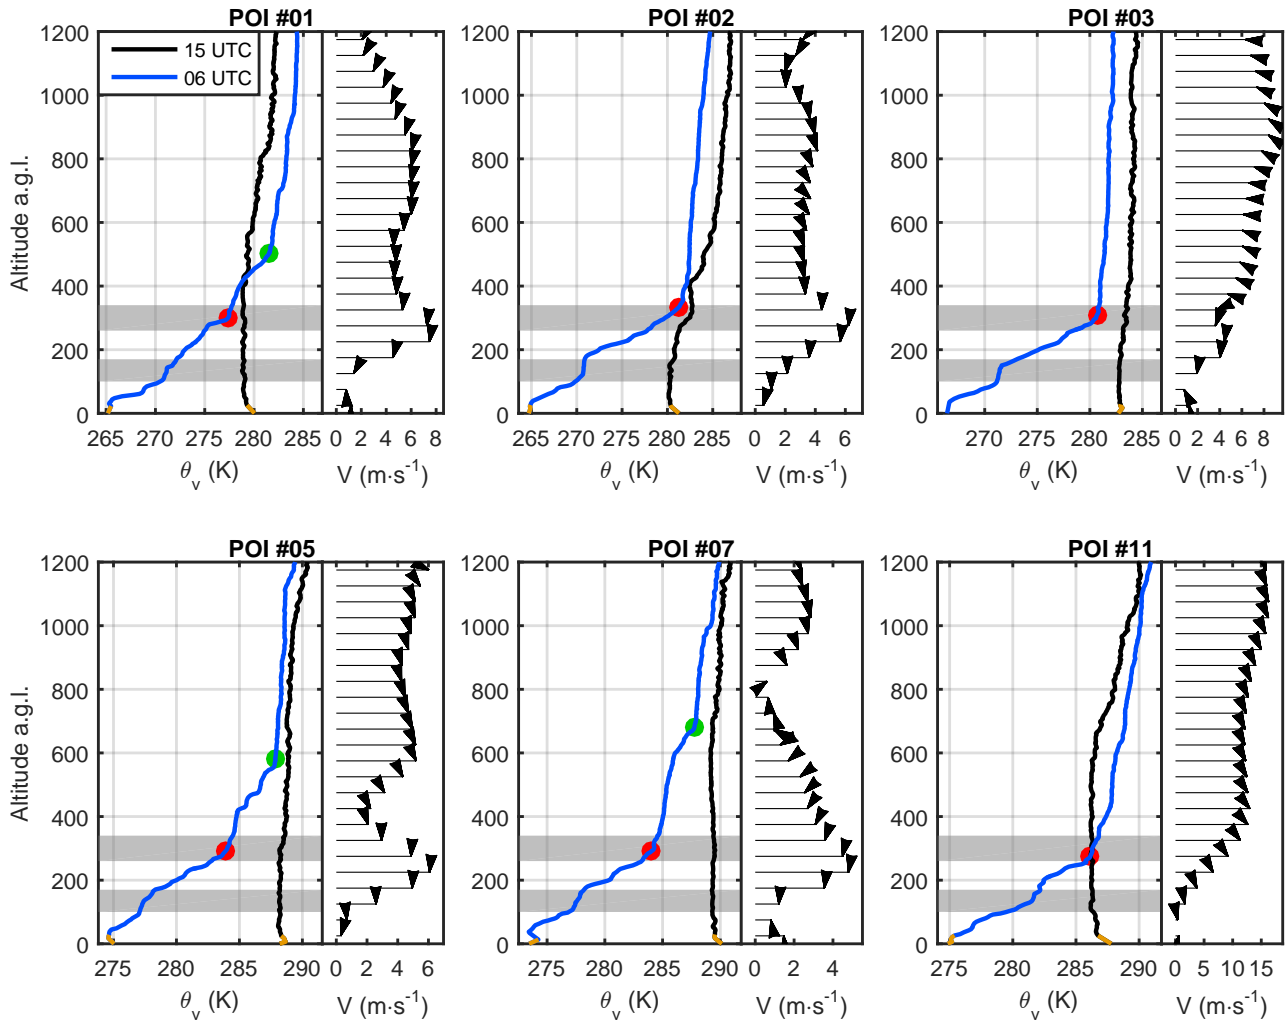 POI #01 POI #02 POI #03
15 UTC
06 UTC
Altitude a.g.l.
1200
1000
800
600
400
200
0
265 270 275 280 285 0 2 4 6 8
θv (K) V (m·s-1)
1200
1000
800
600
400
200
0
265 270 275 280 285 0 2 4 6
θv (K) V (m·s-1)
1200
1000
800
600
400
200
0
270 275 280 285 0 2 4 6 8
θv (K) V (m·s-1)
POI #05 POI #07 POI #11
Altitude a.g.l.
1200
1000
800
600
400
200
0
275 280 285 290 0 2 4 6
θv (K) V (m·s-1)
1200
1000
800
600
400
200
0
275 280 285 290 0 2 4
θv (K) V (m·s-1)
1200
1000
800
600
400
200
0
275 280 285 290 0 5 10 15
θv (K) V (m·s-1)